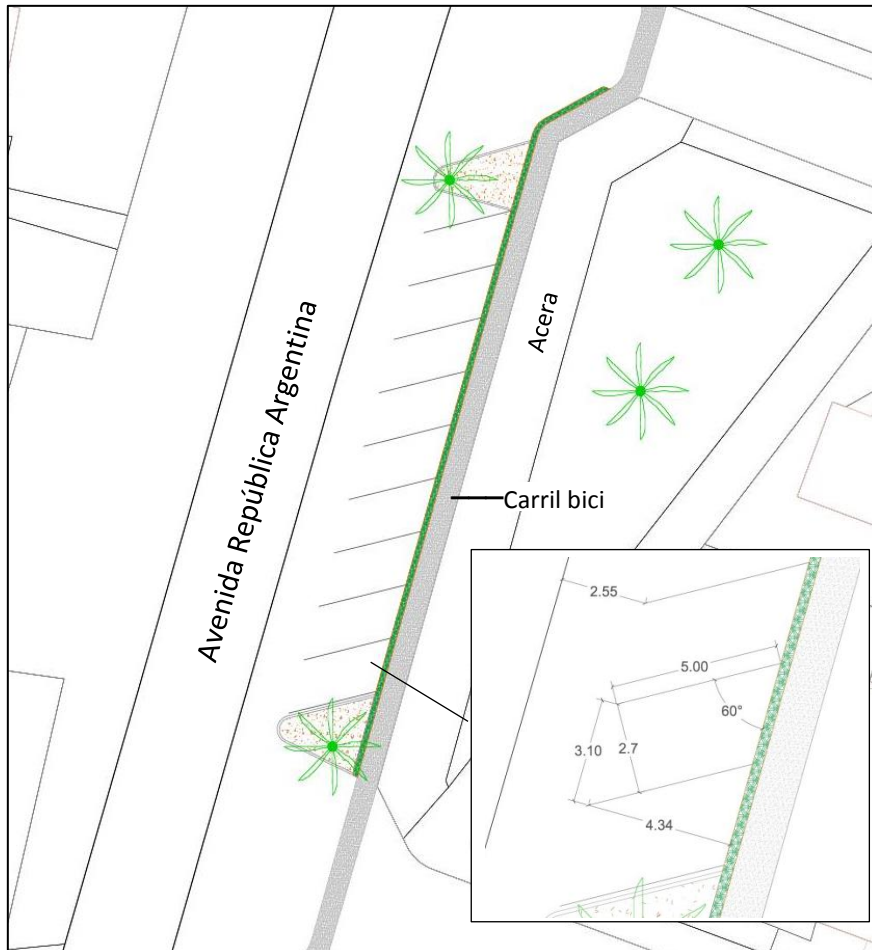 Avenida República Argentina
Acera
Carril bici
2.55
5.00
60°
3.10
2.7
4.34